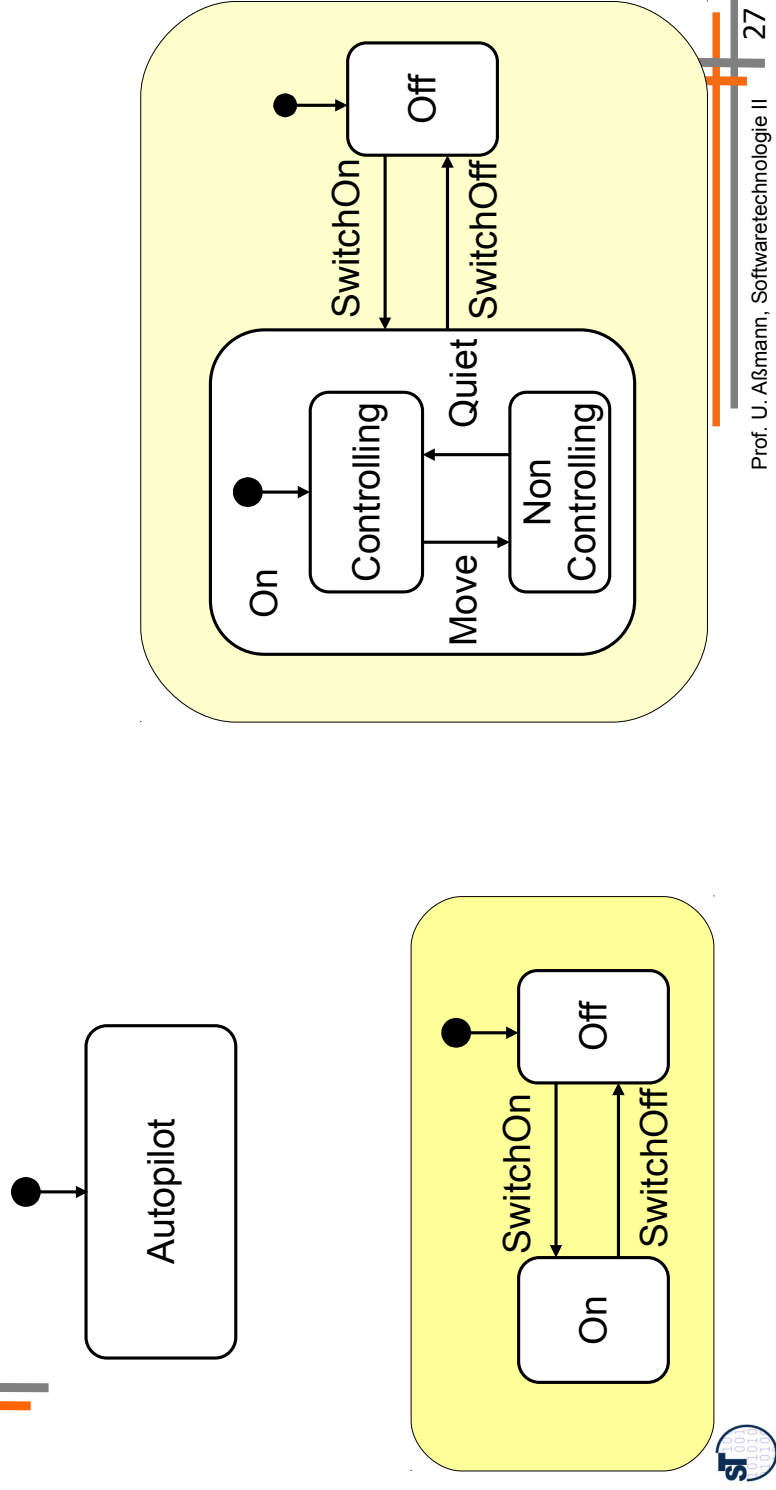 Autopilot
On
SwitchOn
SwitchOff
Off
On
Controlling
Move
Quiet
Non
Controlling
SwitchOn
SwitchOff
Off
Prof. U. Aßmann, Softwaretechnologie II
27
ST